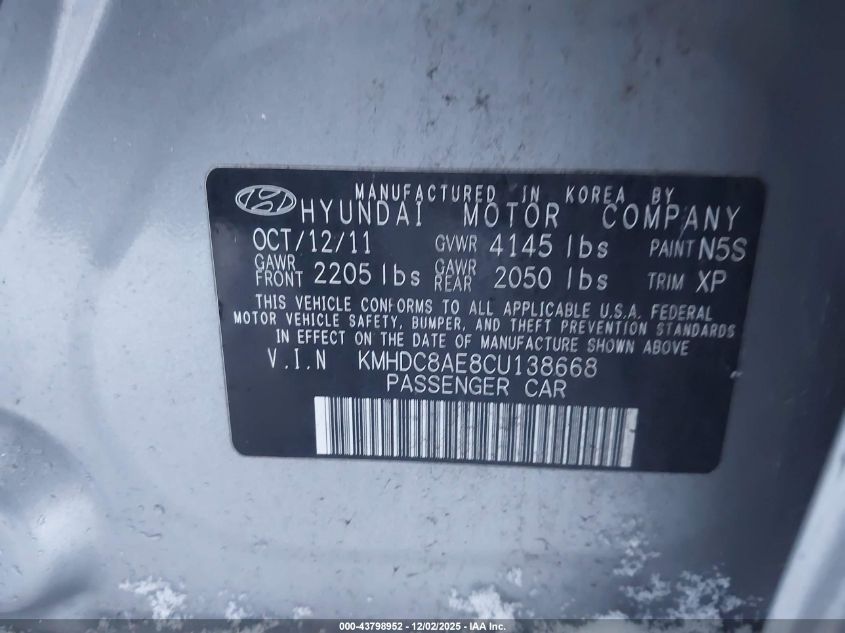 MANUFACTURED IN KOREA BY
HYUNDAI MOTOR COMPANY
OCT/12/11 GVWR 4145 lbs PAINT N5S
GAWR FRONT 2205 lbs GAWR REAR 2050 lbs TRIM XP
THIS VEHICLE CONFORMS TO ALL APPLICABLE U.S.A. FEDERAL
MOTOR VEHICLE SAFETY, BUMPER, AND THEFT PREVENTION STANDARDS
IN EFFECT ON THE DATE OF MANUFACTURE SHOWN ABOVE
V.I.N KMHDC8AE8CU138668
PASSENGER CAR
000-43798952 - 12/02/2025 - IAA Inc.